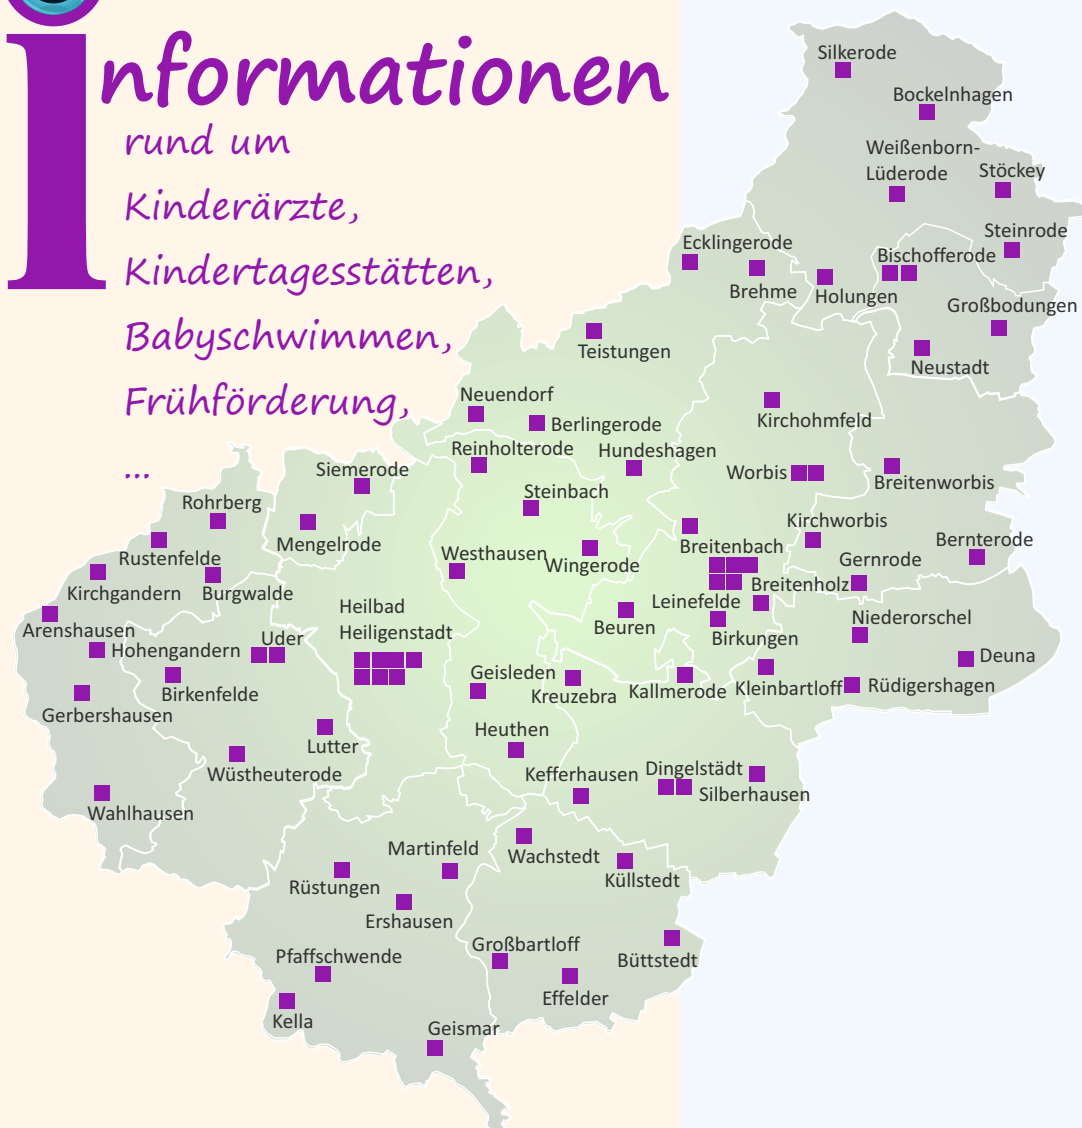 informationen
rund um
Kinderärzte,
Kindertagesstätten,
Babyschwimmen,
Frühförderung,
...
Silkerode
Bockelnhagen
Weißenborn-
Lüderode
Stöckey
Steinrode
Ecklingerode
Bischofferode
Brehme
Holungen
Großbodungen
Teistungen
Neustadt
Neuendorf
Berlingerode
Kirchohmfeld
Reinholterode
Hundeshagen
Siemerode
Worbis
Breitenworbis
Steinbach
Rohrberg
Mengelrode
Kirchworbis
Bernterode
Rustenfelde
Westhausen
Wingerode
Breitenbach
Gernrode
Kirchgandern
Burgwalde
Breitenholz
Heilbad
Heiligenstadt
Leinefelde
Niederorschel
Arenshausen
Beuren
Birkungen
Uder
Hohengandern
Deuna
Geisleden
Kreuzebra
Kallmerode
Kleinbartloff
Rüdigershagen
Birkenfelde
Gerbershausen
Heuthen
Lutter
Wüstheuterode
Kefferhausen
Dingelstädt
Silberhausen
Wahlhausen
Martinfeld
Wachstedt
Küllstedt
Rüstungen
Ershausen
Großbartloff
Büttstedt
Pfaffschwende
Effelder
Kella
Geismar